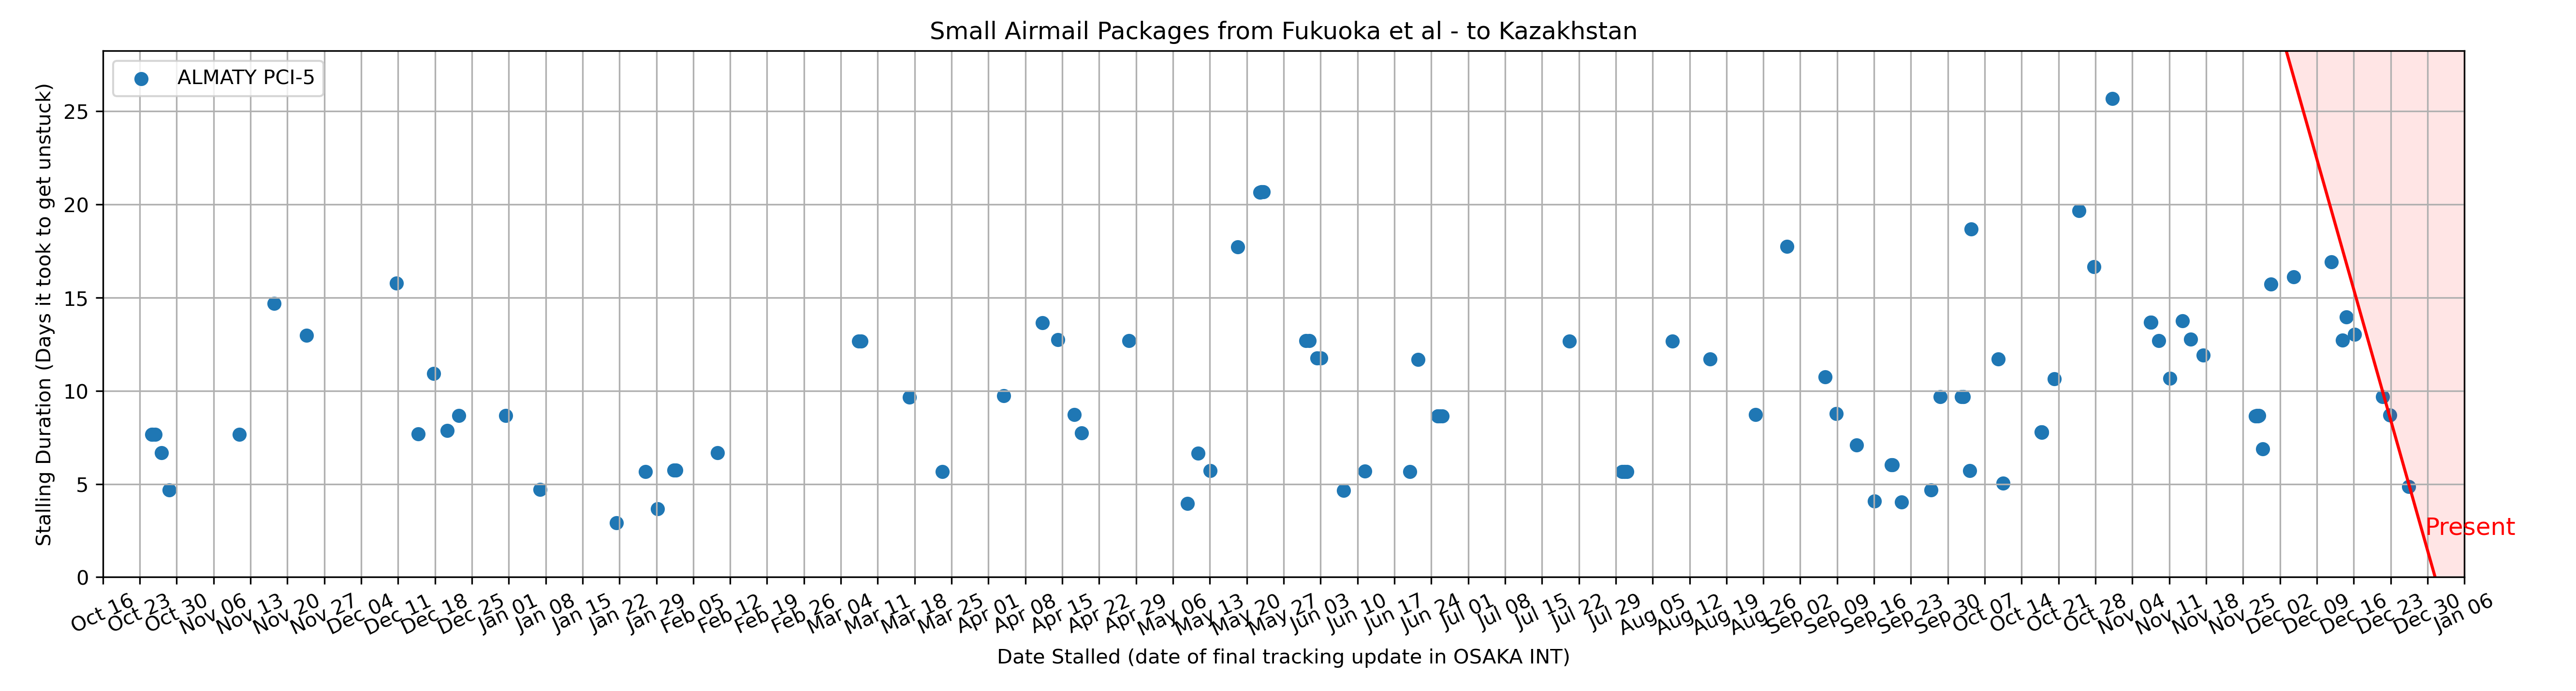 Small Airmail Packages from Fukuoka et al - to Kazakhstan
ALMATY PCI-5
Stalling Duration (Days it took to get unstuck)
25
20
15
10
5
0
Present
Oct 16 Oct 23 Oct 30 Nov 06 Nov 13 Nov 20 Nov 27 Dec 04 Dec 11 Dec 18 Dec 25 Jan 01 Jan 08 Jan 15 Jan 22 Jan 29 Feb 05 Feb 12 Feb 19 Feb 26 Mar 04 Mar 11 Mar 18 Mar 25 Apr 01 Apr 08 Apr 15 Apr 22 Apr 29 May 06 May 13 May 20 May 27 Jun 03 Jun 10 Jun 17 Jun 24 Jul 01 Jul 08 Jul 15 Jul 22 Jul 29 Aug 05 Aug 12 Aug 19 Aug 26 Sep 02 Sep 09 Sep 16 Sep 23 Sep 30 Oct 07 Oct 14 Oct 21 Oct 28 Nov 04 Nov 11 Nov 18 Nov 25 Dec 02 Dec 09 Dec 16 Dec 23 Dec 30 Jan 06
Date Stalled (date of final tracking update in OSAKA INT)